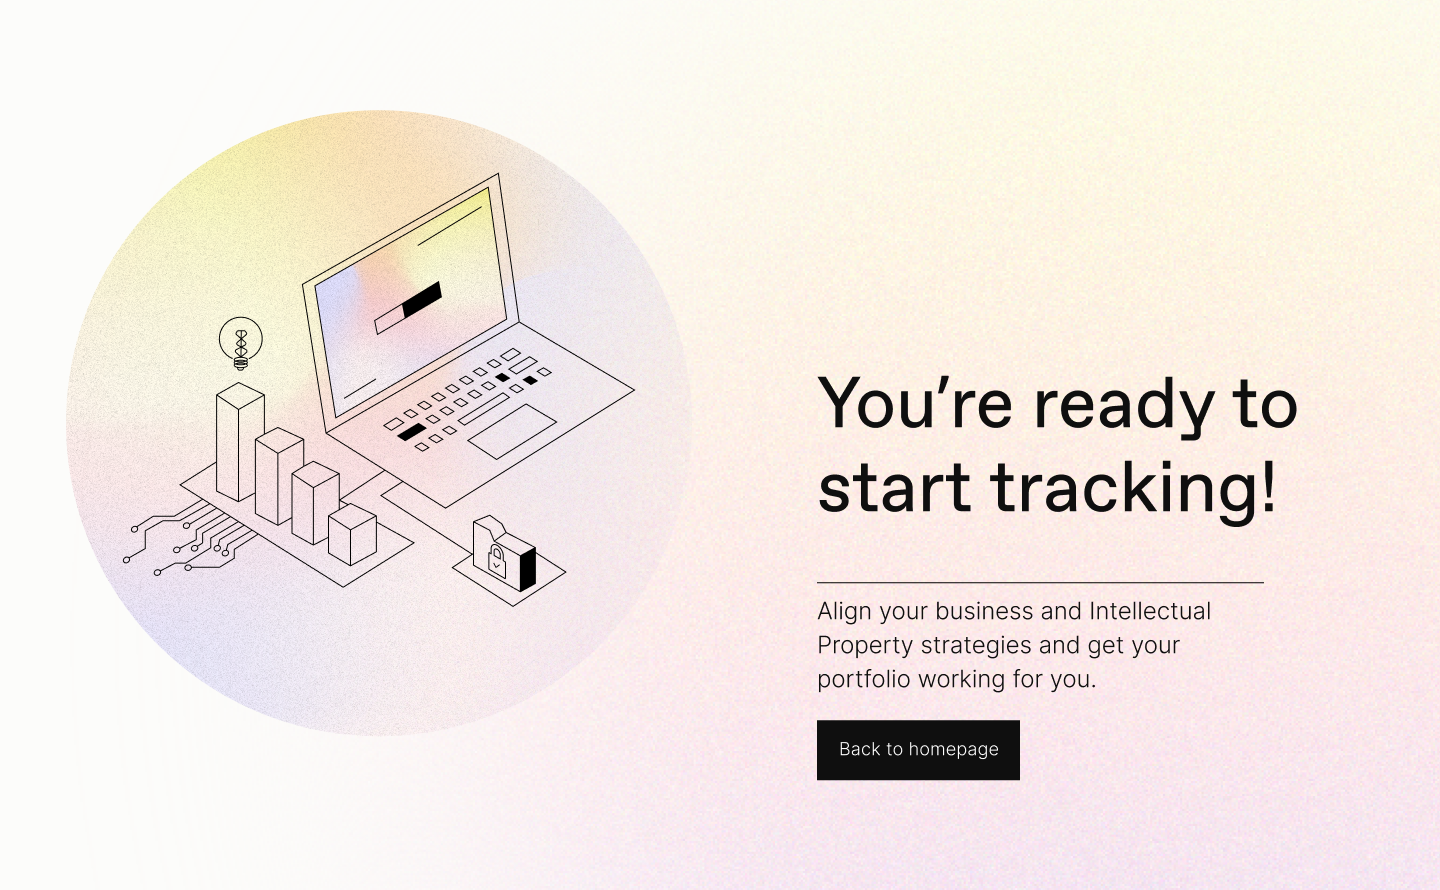 You’re ready to
start tracking!
Align your business and Intellectual
Property strategies and get your
portfolio working for you.
Back to homepage